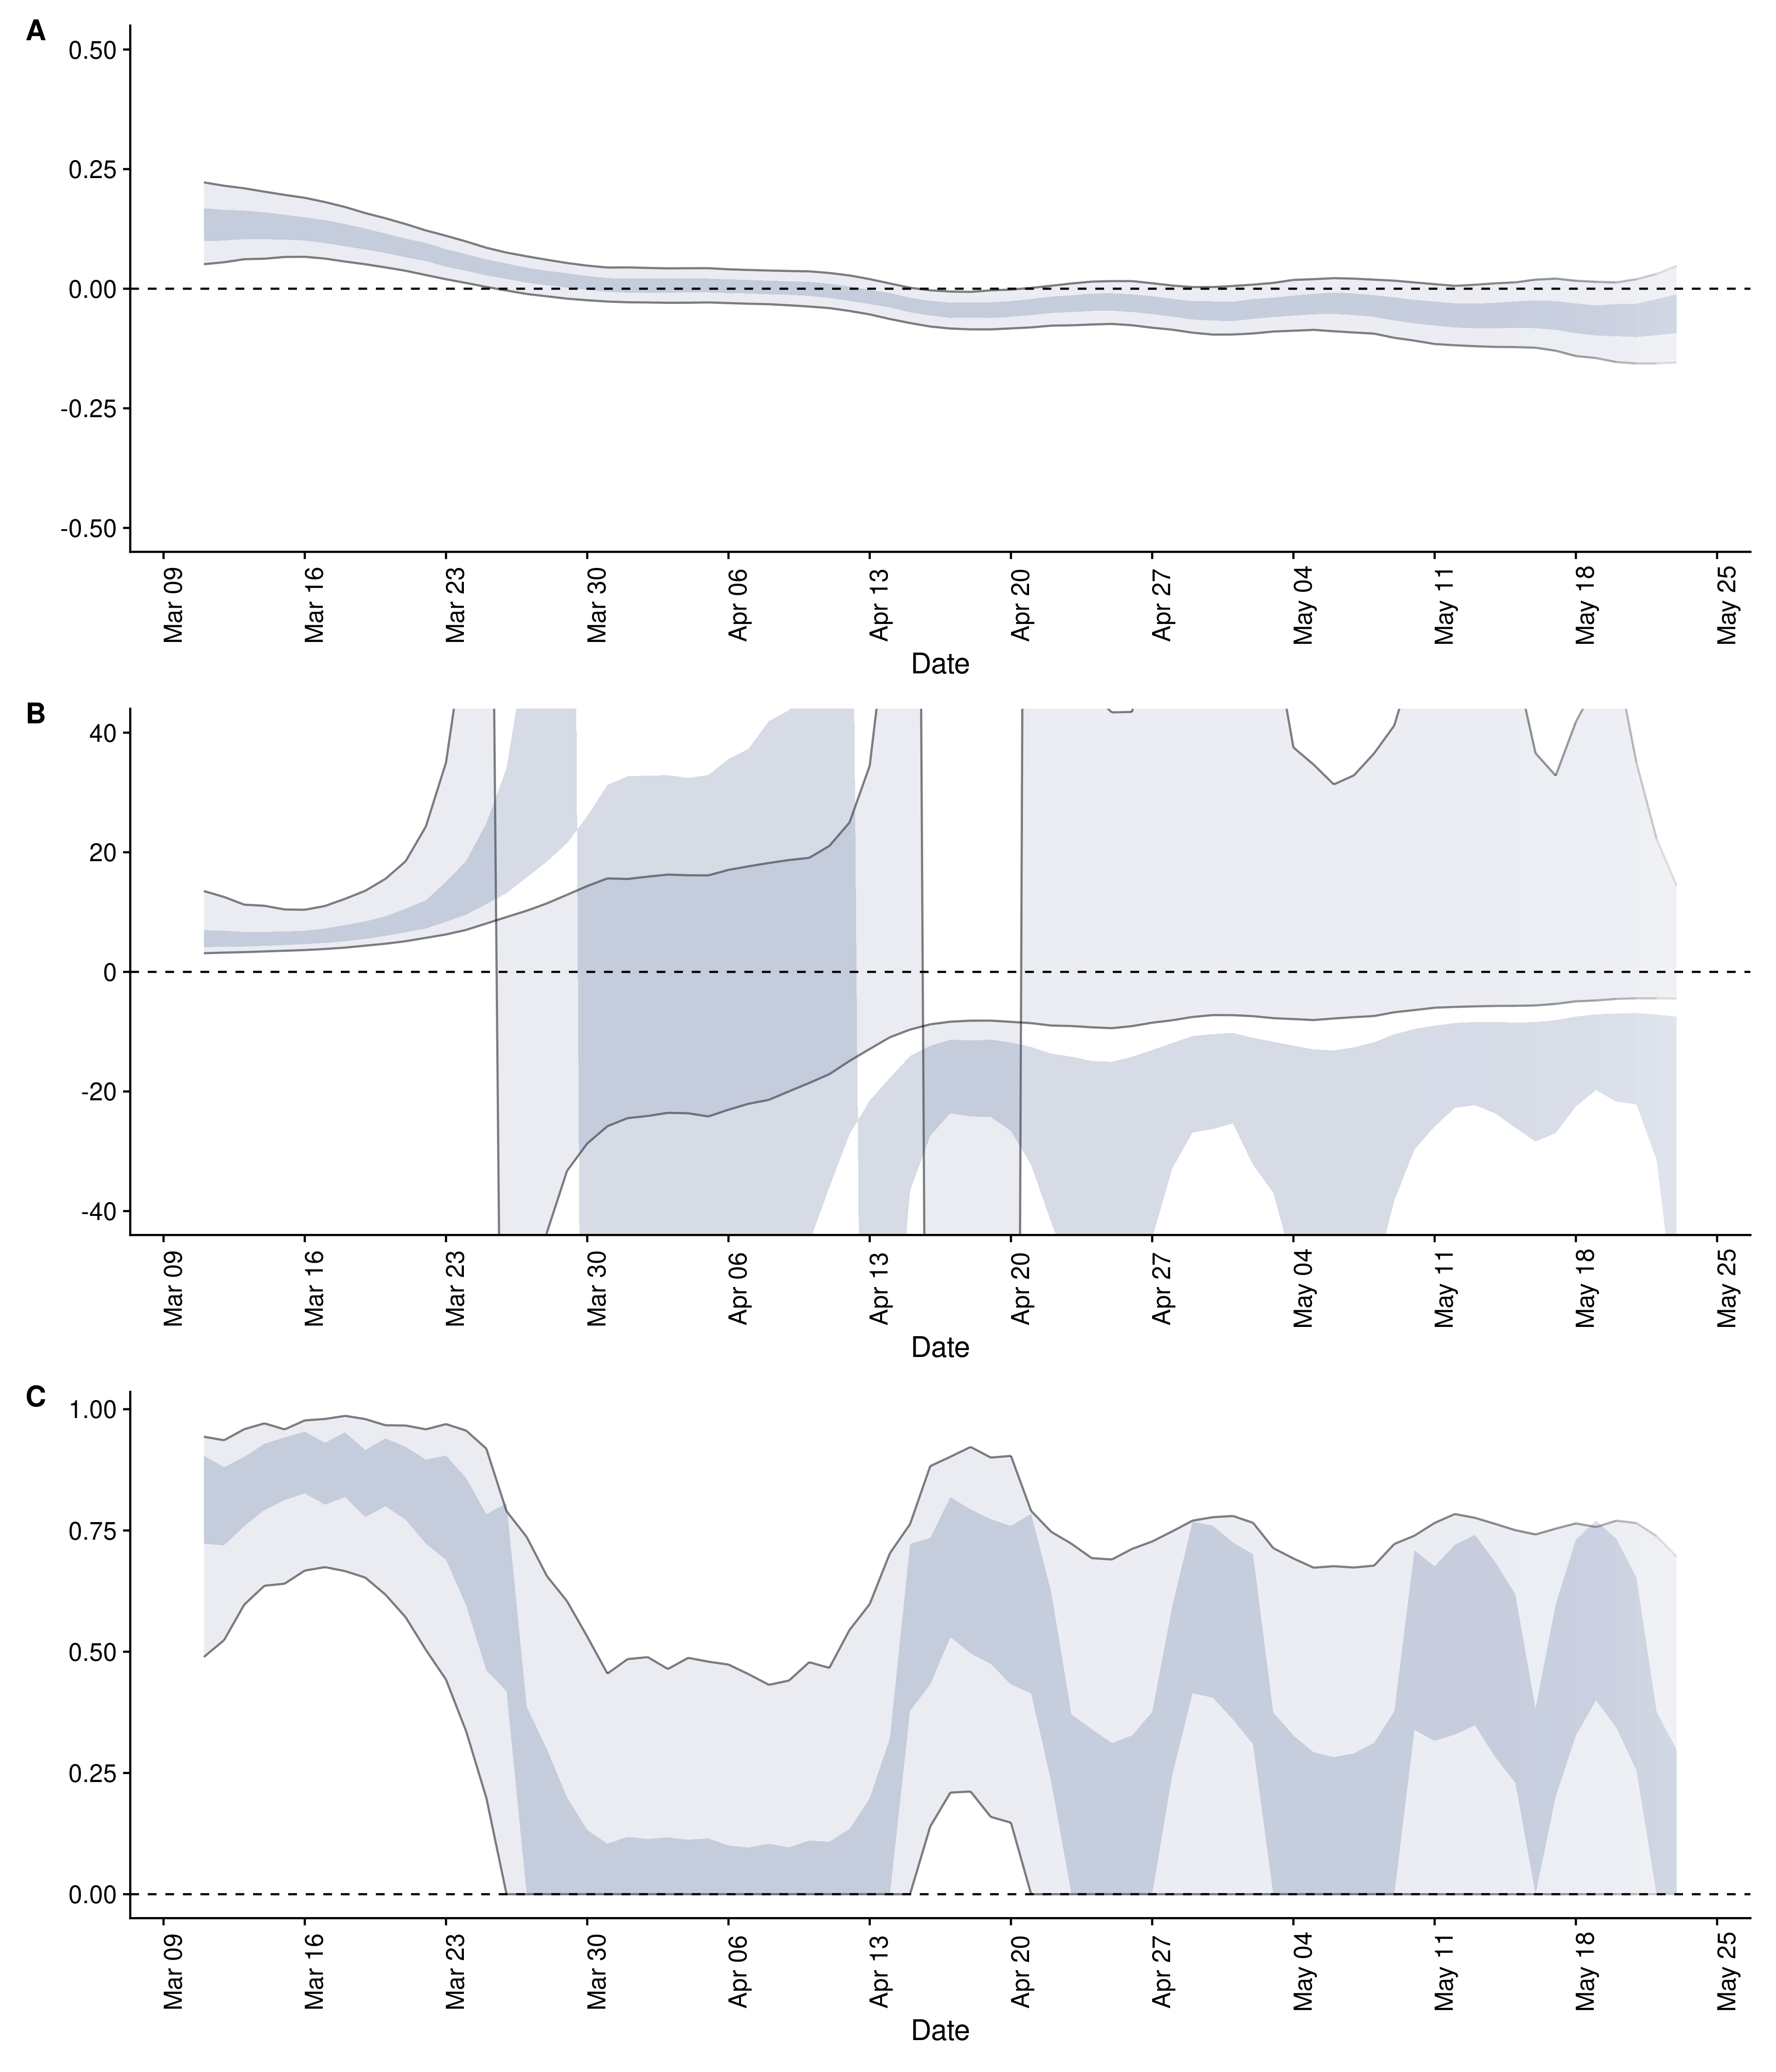 A
0.50
0.25
0.00
-0.25
-0.50
Mar 09
Mar 16
Mar 23
Mar 30
Apr 06
Apr 13
Apr 20
Apr 27
May 04
May 11
May 18
May 25
Date
B
40
20
0
-20
-40
Mar 09
Mar 16
Mar 23
Mar 30
Apr 06
Apr 13
Apr 20
Apr 27
May 04
May 11
May 18
May 25
Date
C
1.00
0.75
0.50
0.25
0.00
Mar 09
Mar 16
Mar 23
Mar 30
Apr 06
Apr 13
Apr 20
Apr 27
May 04
May 11
May 18
May 25
Date